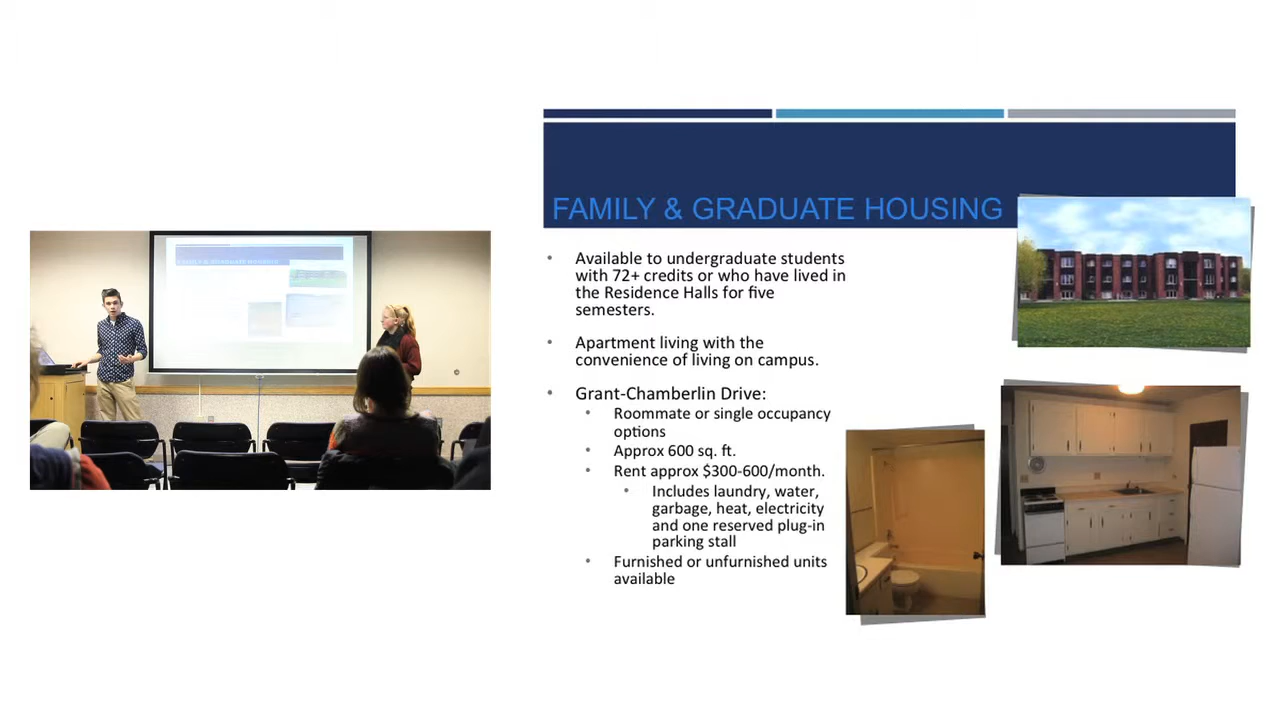 FAMILY & GRADUATE HOUSING
FAMILY & GRADUATE HOUSING
• Available to undergraduate students
with 72+ credits or who have lived in
the Residence Halls for five
semesters.
• Apartment living with the
convenience of living on campus.
• Grant-Chamberlin Drive:
• Roommate or single occupancy
options
• Approx 600 sq. ft.
• Rent approx $300-600/month.
• Includes laundry, water,
garbage, heat, electricity
and one reserved plug-in
parking stall
• Furnished or unfurnished units
available